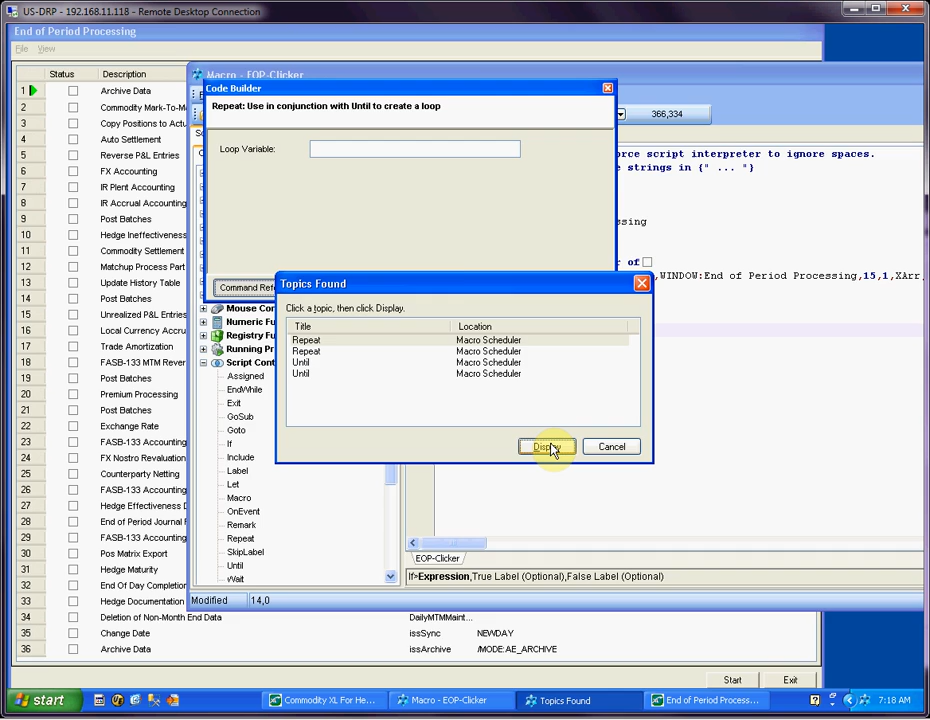 US-DRP - 192.168.11.118 - Remote Desktop Connection
End of Period Processing
File View
Status Description
1 Archive Data
2 Commodity Mark-To-M
3 Copy Positions to Actu
4 Auto Settlement
5 Reverse P&L Entries
6 FX Accounting
7 IR Plent Accounting
8 IR Accrual Accounting
9 Post Batches
10 Hedge Ineffectiveness
11 Commodity Settlement
12 Matchup Process Part
13 Update History Table
14 Post Batches
15 Unrealized P/L Entries
16 Local Currency Accru
17 Trade Amortization
18 FASB-133 MTM Rever
19 Post Batches
20 Premium Processing
21 Post Batches
22 Exchange Rate
23 FASB-133 Accounting
24 FX Nostro Revaluation
25 Counterparty Netting
26 FASB-133 Accounting
27 Hedge Effectiveness D
28 End of Period Journal F
29 FASB-133 Accounting
30 Pos Matrix Export
31 Hedge Maturity
32 End Of Day Completion
33 Hedge Documentation
34 Deletion of Non-Month End Data DailyMTMMaint...
35 Change Date issSync NEWDAY
36 Archive Data issArchive /MODE:AE_ARCHIVE
Start Exit
Macro - EOP-Clicker
Code Builder
Repeat: Use in conjunction with Until to create a loop
Loop Variable:
Command Refe
366,334
orce script interpreter to ignore spaces.
e strings in {" ... "}
ssing
r of
,WINDOW:End of Period Processing,15,1,XArr
Mouse Cor
Numeric Fu
Registry Fu
Running Pr
Script Cont
Assigned
EndWhile
Exit
GoSub
Goto
If
Include
Label
Let
Macro
OnEvent
Remark
Repeat
SkipLabel
Until
Wait
Topics Found
Click a topic, then click Display.
Title Location
Repeat Macro Scheduler
Repeat Macro Scheduler
Until Macro Scheduler
Until Macro Scheduler
Display Cancel
EOP-Clicker
If>Expression,True Label (Optional),False Label (Optional)
Modified 14,0
start
Commodity XL For He...
Macro - EOP-Clicker
Topics Found
End of Period Process...
7:18 AM